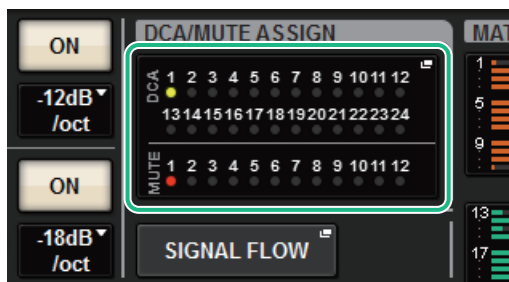 ON
-12dB
/oct
ON
-18dB
/oct
DCA/MUTE ASSIGN
DCA
1 2 3 4 5 6 7 8 9 10 11 12
13 14 15 16 17 18 19 20 21 22 23 24
MUTE
1 2 3 4 5 6 7 8 9 10 11 12
SIGNAL FLOW
MAT
1
5
9
13
17